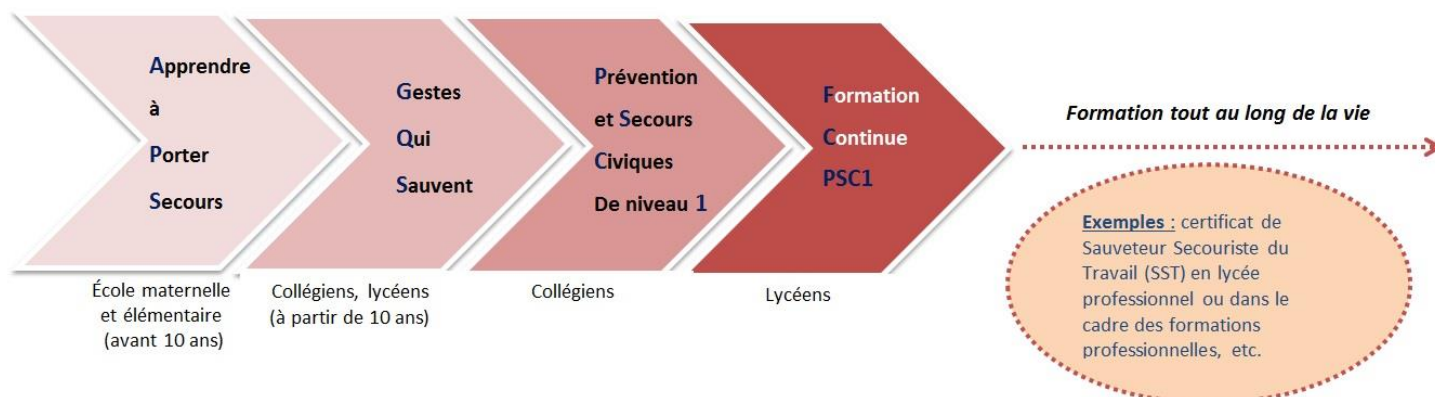 Apprendre
à
Porter
Secours
École maternelle
et élémentaire
(avant 10 ans)
Gestes
Qui
Sauvent
Collégiens, lycéens
(à partir de 10 ans)
Prévention
et Secours
Civiques
De niveau 1
Collégiens
Formation
Continue
PSC1
Lycéens
Formation tout au long de la vie
Exemples : certificat de
Sauveteur Secouriste du
Travail (SST) en lycée
professionnel ou dans le
cadre des formations
professionnelles, etc.